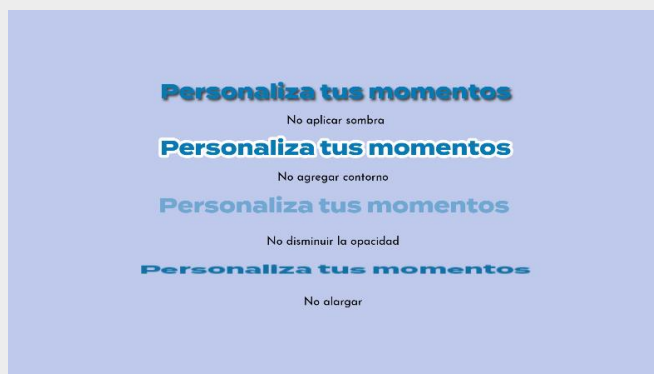 Personaliza tus momentos
No aplicar sombra
Personaliza tus momentos
No agregar contorno
Personaliza tus momentos
No disminuir la opacidad
Personaliza tus momentos
No alargar